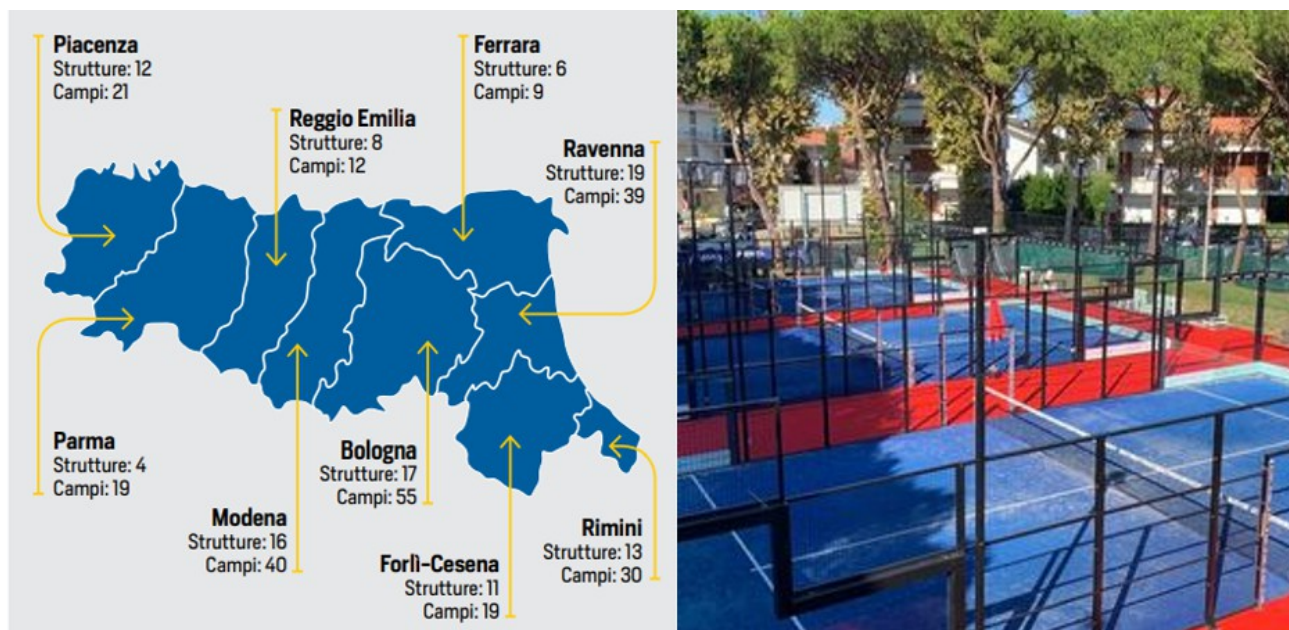 Piacenza
Strutture: 12
Campi: 21
Ferrara
Strutture: 6
Campi: 9
Reggio Emilia
Strutture: 8
Campi: 12
Ravenna
Strutture: 19
Campi: 39
Parma
Strutture: 4
Campi: 19
Bologna
Strutture: 17
Campi: 55
Modena
Strutture: 16
Campi: 40
Forlì-Cesena
Strutture: 11
Campi: 19
Rimini
Strutture: 13
Campi: 30